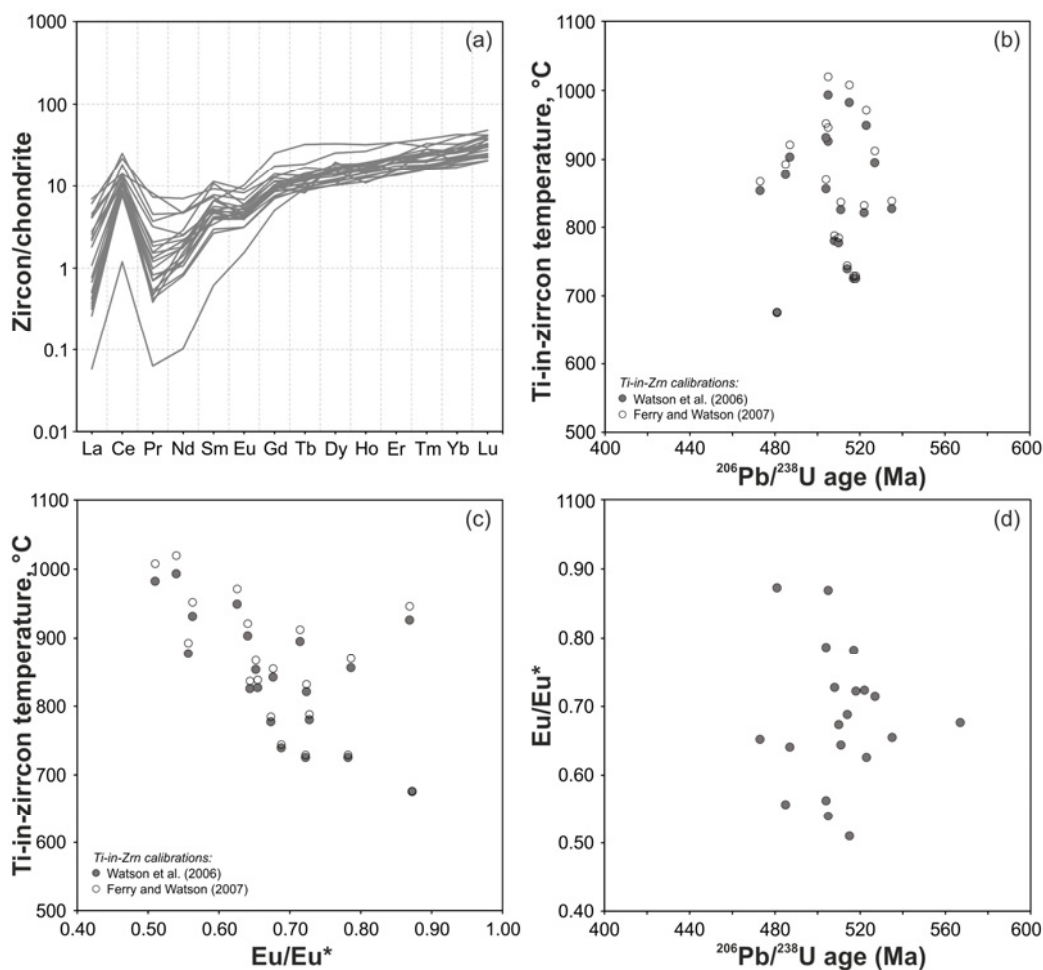 (a)
Zircon/chondrite
1000
100
10
1
0.1
0.01
La Ce Pr Nd Sm Eu Gd Tb Dy Ho Er Tm Yb Lu
(b)
Ti-in-zirrcon temperature, °C
1100
1000
900
800
700
600
500
Ti-in-Zrn calibrations:
Watson et al. (2006)
Ferry and Watson (2007)
400 440 480 520 560 600
206Pb/238U age (Ma)
(c)
Ti-in-zirrcon temperature, °C
1100
1000
900
800
700
600
500
Ti-in-Zrn calibrations:
Watson et al. (2006)
Ferry and Watson (2007)
0.40 0.50 0.60 0.70 0.80 0.90 1.00
Eu/Eu*
(d)
Eu/Eu*
1100
0.90
0.80
0.70
0.60
0.50
0.40
400 440 480 520 560 600
206Pb/238U age (Ma)